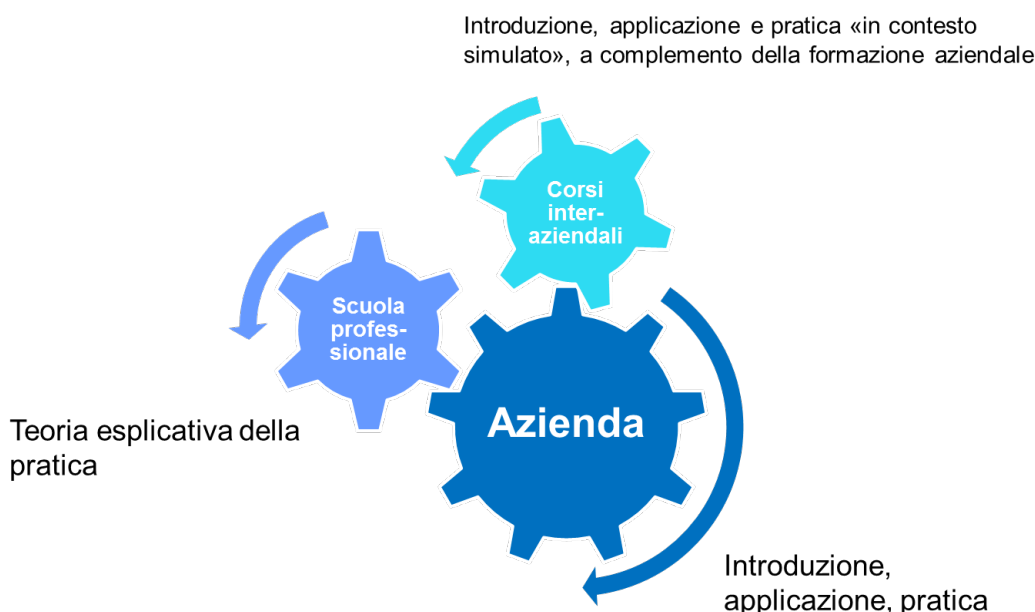 Introduzione, applicazione e pratica «in contesto
simulato», a complemento della formazione aziendale
Corsi
inter-
aziendali
Scuola
profes-
sionale
Azienda
Teoria esplicativa della
pratica
Introduzione,
applicazione, pratica